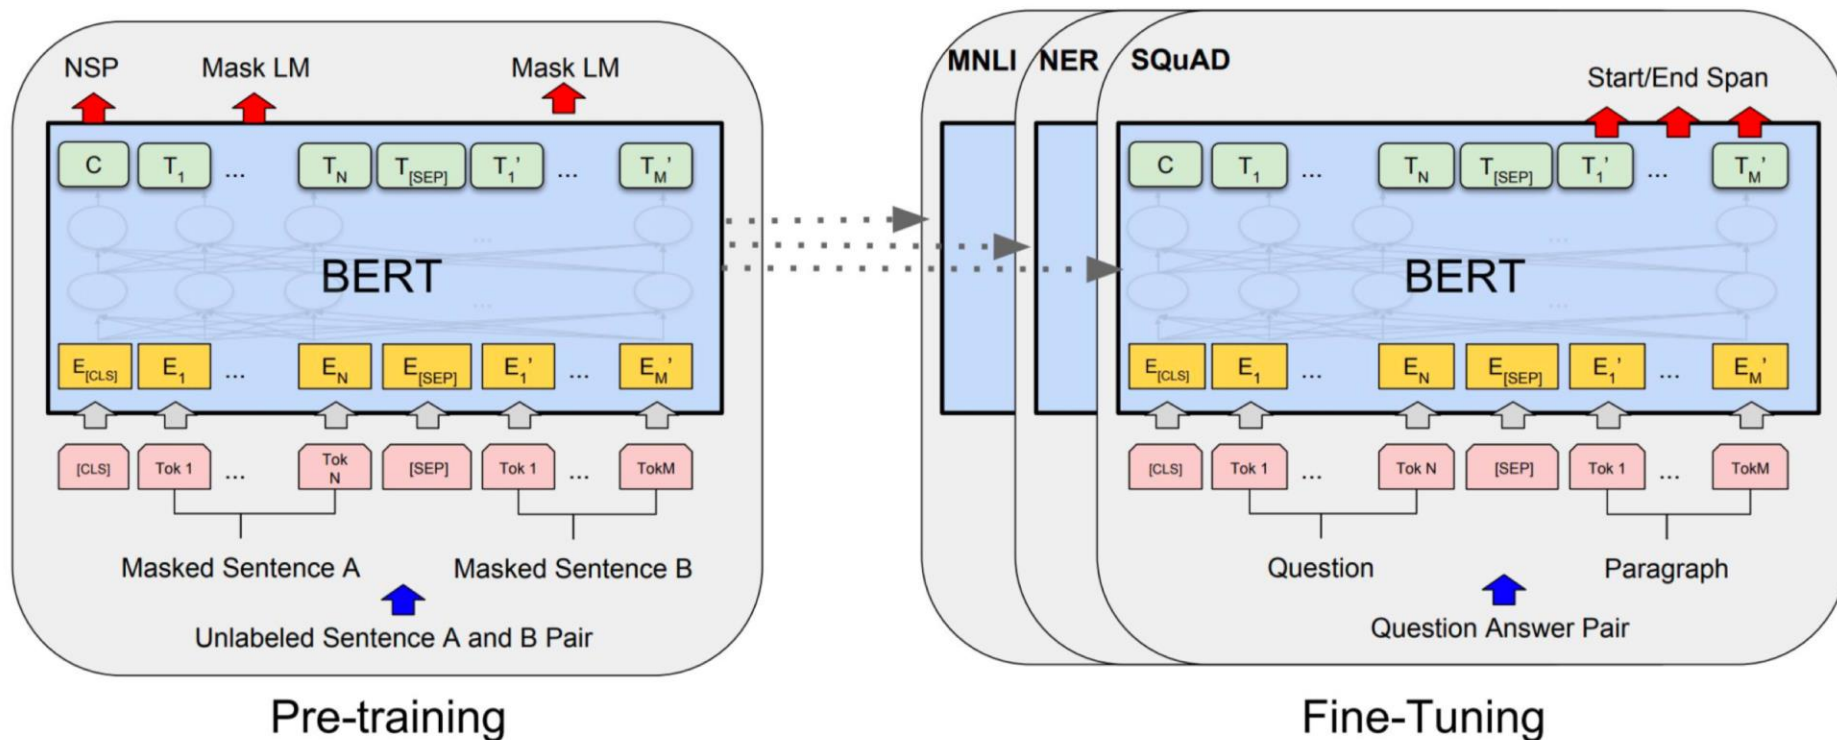 NSP Mask LM Mask LM
C T1 ... TN T[SEP] T1’ ... TM’
...
BERT
...
E[CLS] E1 ... EN E[SEP] E1’ ... EM’
[CLS] Tok 1 ... Tok N [SEP] Tok 1 ... TokM
Masked Sentence A Masked Sentence B
Unlabeled Sentence A and B Pair
Pre-training
MNLI NER SQuAD
Start/End Span
C T1 ... TN T[SEP] T1’ ... TM’
...
BERT
...
E[CLS] E1 ... EN E[SEP] E1’ ... EM’
[CLS] Tok 1 ... Tok N [SEP] Tok 1 ... TokM
Question Paragraph
Question Answer Pair
Fine-Tuning